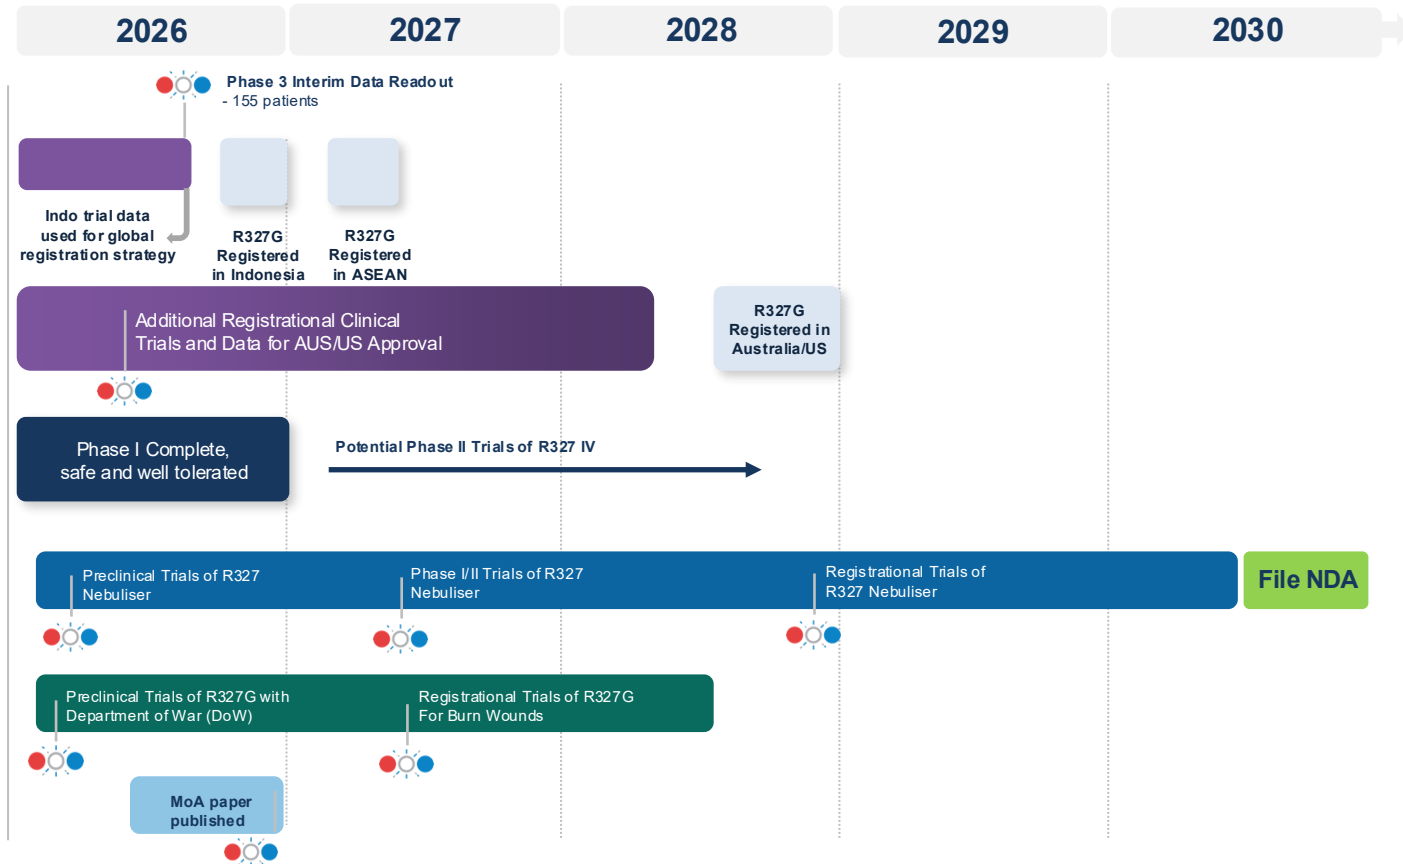 2026
2027
2028
2029
2030
Phase 3 Interim Data Readout
- 155 patients
Indo trial data
used for global
registration strategy
R327G
Registered
in Indonesia
R327G
Registered
in ASEAN
Additional Registrational Clinical
Trials and Data for AUS/US Approval
R327G
Registered in
Australia/US
Phase I Complete,
safe and well tolerated
Potential Phase II Trials of R327 IV
Preclinical Trials of R327
Nebuliser
Phase I/II Trials of R327
Nebuliser
Registrational Trials of
R327 Nebuliser
File NDA
Preclinical Trials of R327G with
Department of War (DoW)
Registrational Trials of R327G
For Burn Wounds
MoA paper
published